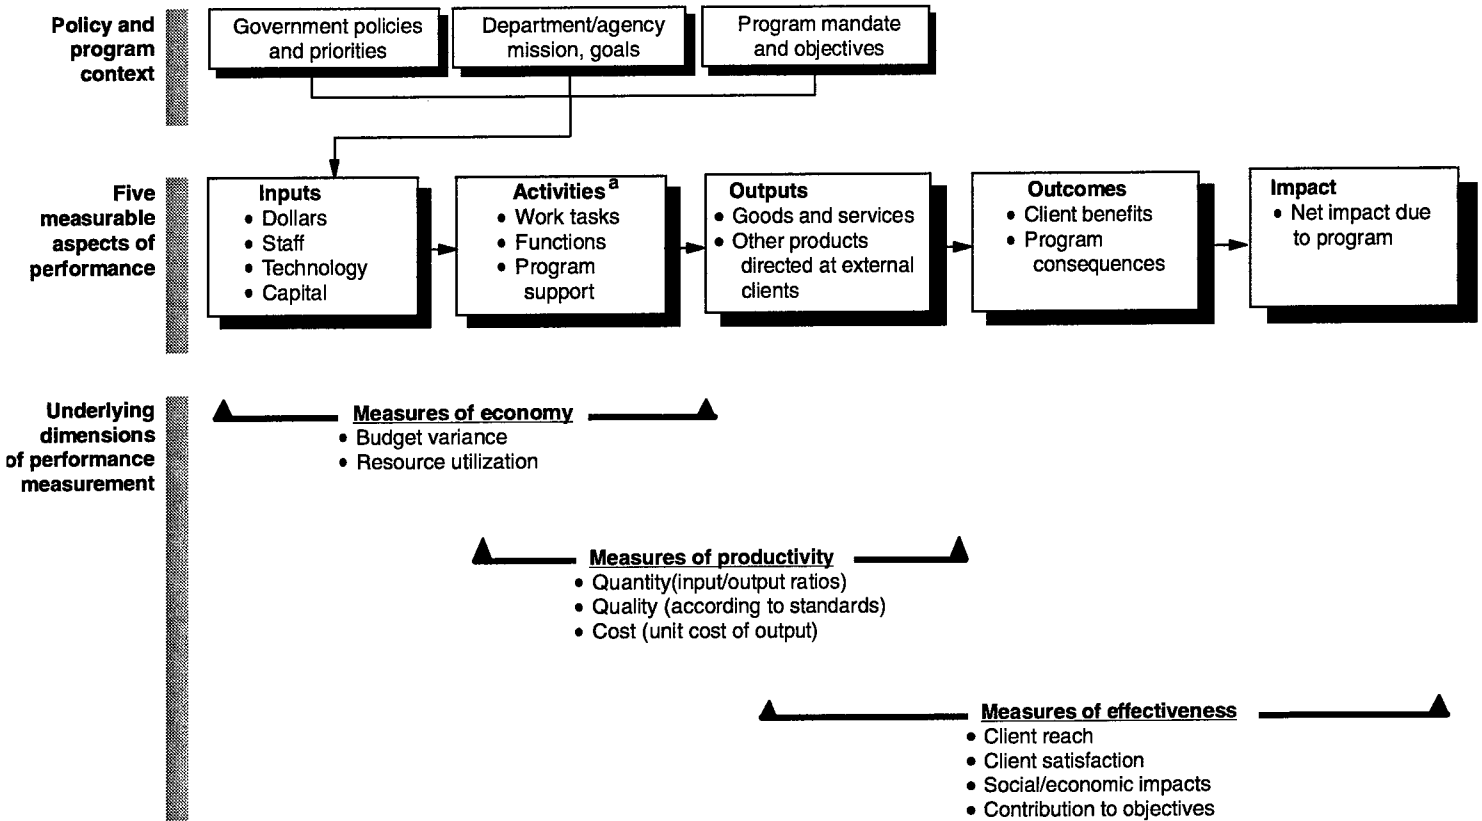 Policy and
program
context
Government policies
and priorities
Department/agency
mission, goals
Program mandate
and objectives
Five
measurable
aspects of
performance
Inputs
• Dollars
• Staff
• Technology
• Capital
Activities a
• Work tasks
• Functions
• Program
support
Outputs
• Goods and services
• Other products
directed at external
clients
Outcomes
• Client benefits
• Program
consequences
Impact
• Net impact due
to program
Underlying
dimensions
of performance
measurement
Measures of economy
• Budget variance
• Resource utilization
Measures of productivity
• Quantity(input/output ratios)
• Quality (according to standards)
• Cost (unit cost of output)
Measures of effectiveness
• Client reach
• Client satisfaction
• Social/economic impacts
• Contribution to objectives